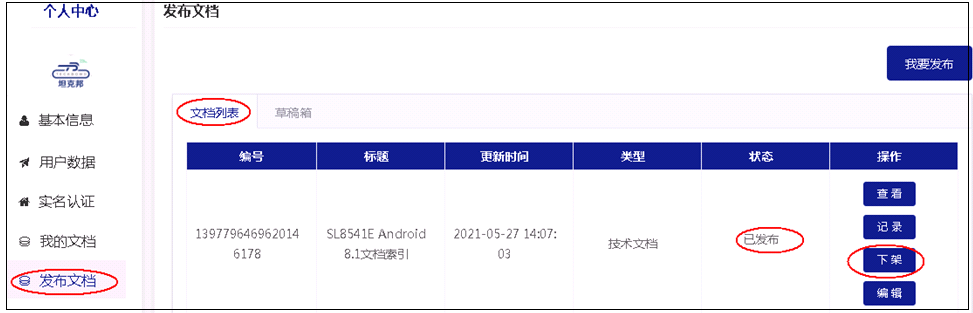 个人中心
发布文档
我要发布
坦克邦
基本信息
用户数据
实名认证
我的文档
发布文档
文档列表
草稿箱
编号
标题
更新时间
类型
状态
操作
139779646962014
6178
SL8541E Android
8.1文档索引
2021-05-27 14:07:
03
技术文档
已发布
查看
记录
下架
编辑